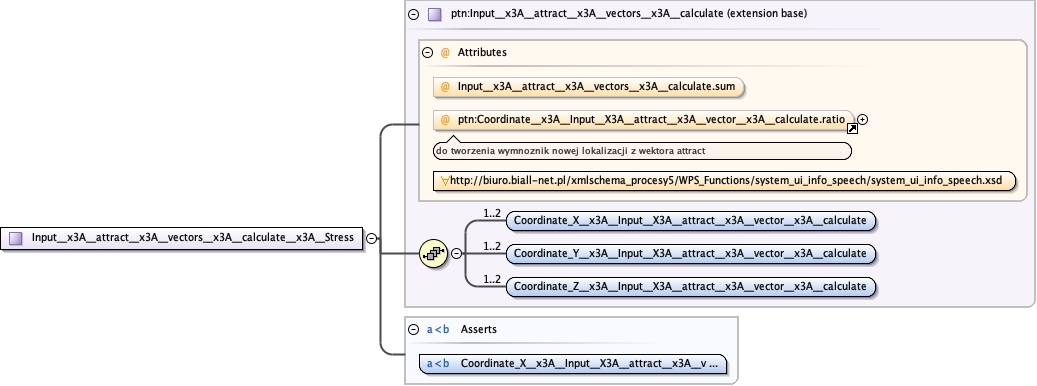 ptn:Input__x3A__attract__x3A__vectors__x3A__calculate (extension base)
@ Attributes
@ Input__x3A__attract__x3A__vectors__x3A__calculate.sum
@ ptn:Coordinate__x3A__Input__X3A__attract__x3A__vector__x3A__calculate.ratio
do tworzenia wymnoznik nowej lokalizacji z wektora attract
http://biuro.biall-net.pl/xmlschema_procesy5/WPS_Functions/system_ui_info_speech/system_ui_info_speech.xsd
1..2 Coordinate_X__x3A__Input__X3A__attract__x3A__vector__x3A__calculate
Input__x3A__attract__x3A__vectors__x3A__calculate__x3A__Stress
1..2 Coordinate_Y__x3A__Input__X3A__attract__x3A__vector__x3A__calculate
1..2 Coordinate_Z__x3A__Input__X3A__attract__x3A__vector__x3A__calculate
a<b Asserts
a<b Coordinate_X__x3A__Input__X3A__attract__x3A__v ...